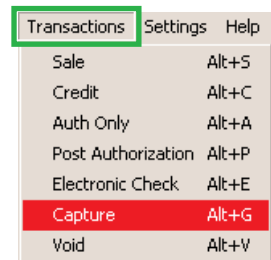 Transactions Settings Help
Sale Alt+S
Credit Alt+C
Auth Only Alt+A
Post Authorization Alt+P
Electronic Check Alt+E
Capture Alt+G
Void Alt+V